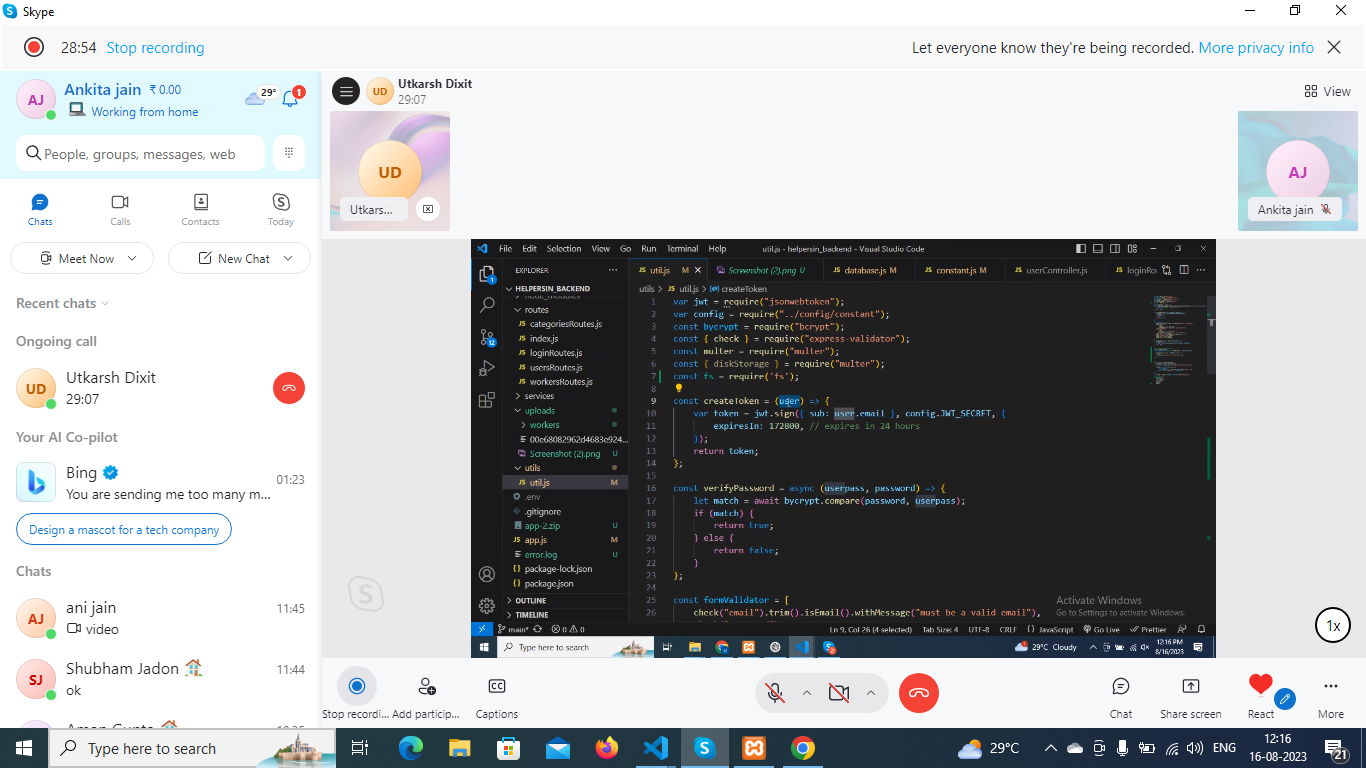 Skype
28:54 Stop recording
Let everyone know they're being recorded. More privacy info
AJ
Ankita jain ₹ 0.00
Working from home
29° 1
People, groups, messages, web
Chats Calls Contacts Today
Meet Now New Chat
Recent chats
Ongoing call
UD
Utkarsh Dixit
29:07
Your AI Co-pilot
Bing
01:23
You are sending me too many m...
Design a mascot for a tech company
Chats
AJ
ani jain 11:45
video
SJ
Shubham Jadon 11:44
ok
UD
Utkarsh Dixit
29:07
View
UD
Utkars...
AJ
Ankita jain
File Edit Selection View Go Run Terminal Help
util.js - helpersin_backend - Visual Studio Code
EXPLORER
HELPERSIN_BACKEND
node_modules
routes
categoriesRoutes.js
index.js
loginRoutes.js
usersRoutes.js
workersRoutes.js
services
uploads
workers
00e68082962d4683e924...
Screenshot (2).png U
utils
util.js M
.env
.gitignore
app-2.zip U
app.js M
error.log U
package-lock.json
package.json
OUTLINE
TIMELINE
util.js M Screenshot (2).png U database.js M constant.js M userController.js loginRo
utils > util.js > createToken
1 var jwt = require("jsonwebtoken");
2 var config = require("../config/constant");
3 const bycrypt = require("bcrypt");
4 const { check } = require("express-validator");
5 const multer = require("multer");
6 const { diskStorage } = require("multer");
7 const fs = require('fs');
8
9 const createToken = (user) => {
10 var token = jwt.sign({ sub: user.email }, config.JWT_SECRET, {
11 expiresIn: 172800, // expires in 24 hours
12 });
13 return token;
14 };
15
16 const verifyPassword = async (userpass, password) => {
17 let match = await bycrypt.compare(password, userpass);
18 if (match) {
19 return true;
20 } else {
21 return false;
22 }
23 };
24
25 const formValidator = [
26 check("email").trim().isEmail().withMessage("must be a valid email"),
Activate Windows
Go to Settings to activate Windows.
main* 0 0 Ln 9, Col 26 (4 selected) Tab Size: 4 UTF-8 CRLF { } JavaScript Go Live Prettier
Type here to search
29°C Cloudy
12:16 PM
8/16/2023
1x
Stop recordi... Add particip... Captions
Chat Share screen React More
Type here to search
29°C
ENG
12:16
16-08-2023
21